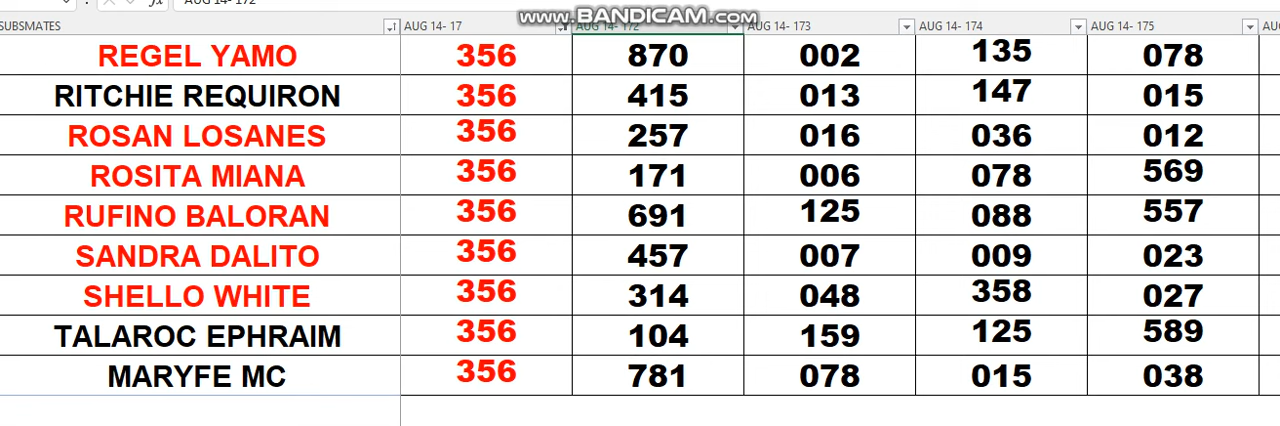 www.BANDICAM.com
fx AUG 14- 172
SUBSMATES AUG 14- 17 AUG 14- 172 AUG 14- 173 AUG 14- 174 AUG 14- 175 AUG
REGEL YAMO 356 870 002 135 078
RITCHIE REQUIRON 356 415 013 147 015
ROSAN LOSANES 356 257 016 036 012
ROSITA MIANA 356 171 006 078 569
RUFINO BALORAN 356 691 125 088 557
SANDRA DALITO 356 457 007 009 023
SHELLO WHITE 356 314 048 358 027
TALAROC EPHRAIM 356 104 159 125 589
MARYFE MC 356 781 078 015 038